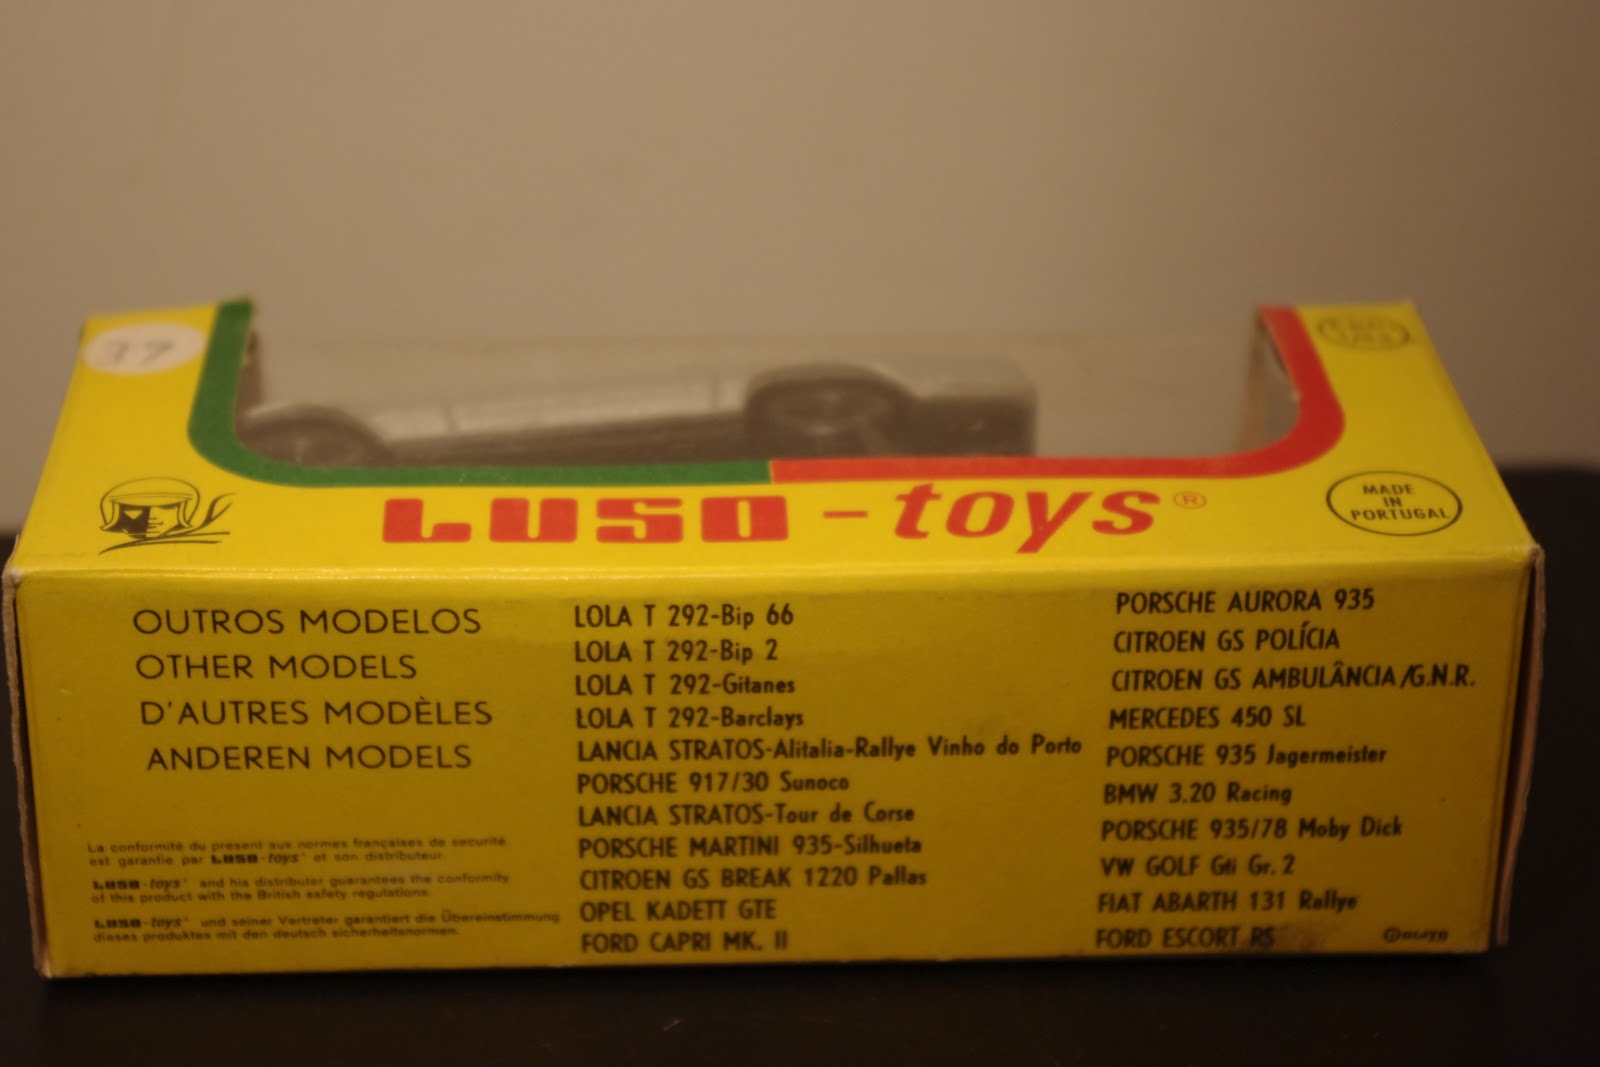 37
LUSO-toys®
MADE
IN
PORTUGAL
OUTROS MODELOS
OTHER MODELS
D'AUTRES MODÈLES
ANDEREN MODELS
La conformité du présent aux normes françaises de securité
est garantie par LUSO-toys® et son distributeur.
LUSO-toys® and his distributer guarantees the conformity
of this product with the British safety regulations.
LUSO-toys® und seiner Vertreter garantiert die Übereinstimmung
dieses produktes mit den deutsch sicherheitsnormen.
LOLA T 292-Bip 66
LOLA T 292-Bip 2
LOLA T 292-Gitanes
LOLA T 292-Barclays
LANCIA STRATOS-Alitalia-Rallye Vinho do Porto
PORSCHE 917/30 Sunoco
LANCIA STRATOS-Tour de Corse
PORSCHE MARTINI 935-Silhueta
CITROEN GS BREAK 1220 Pallas
OPEL KADETT GTE
FORD CAPRI MK. II
PORSCHE AURORA 935
CITROEN GS POLÍCIA
CITROEN GS AMBULÂNCIA/G.N.R.
MERCEDES 450 SL
PORSCHE 935 Jagermeister
BMW 3.20 Racing
PORSCHE 935/78 Moby Dick
VW GOLF Gti Gr. 2
FIAT ABARTH 131 Rallye
FORD ESCORT RS